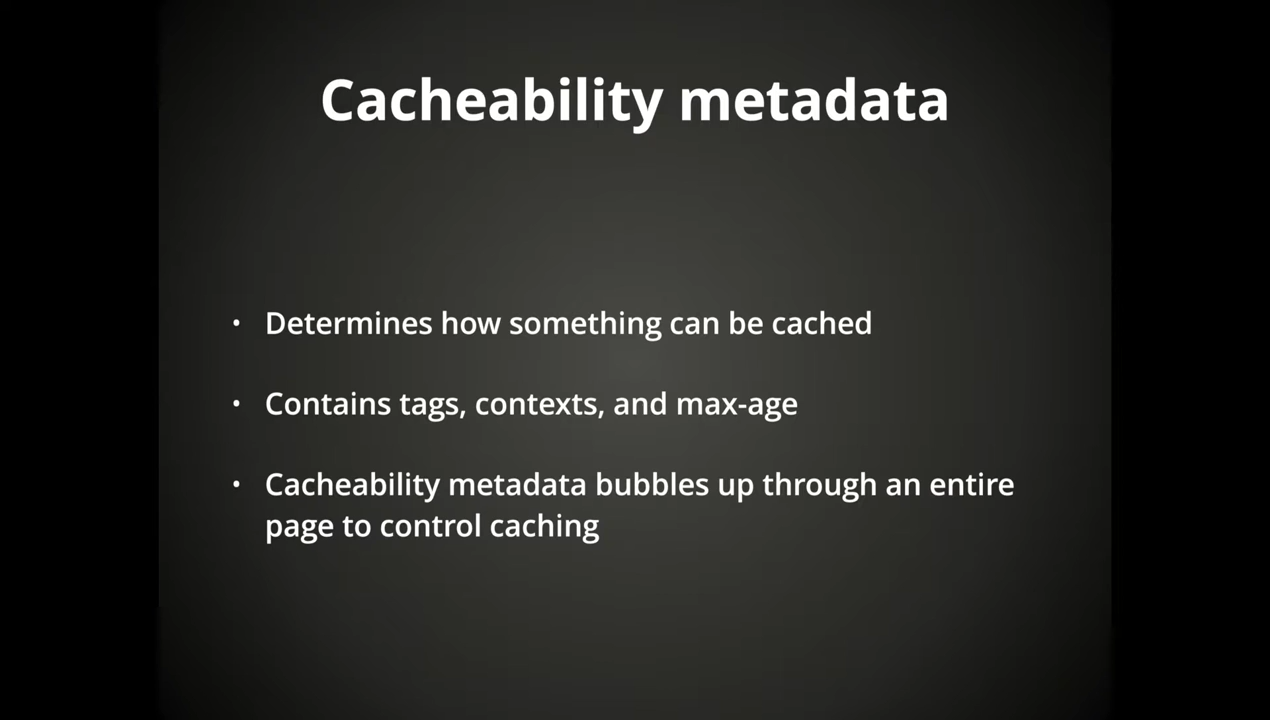 Cacheability metadata
• Determines how something can be cached
• Contains tags, contexts, and max-age
• Cacheability metadata bubbles up through an entire
page to control caching